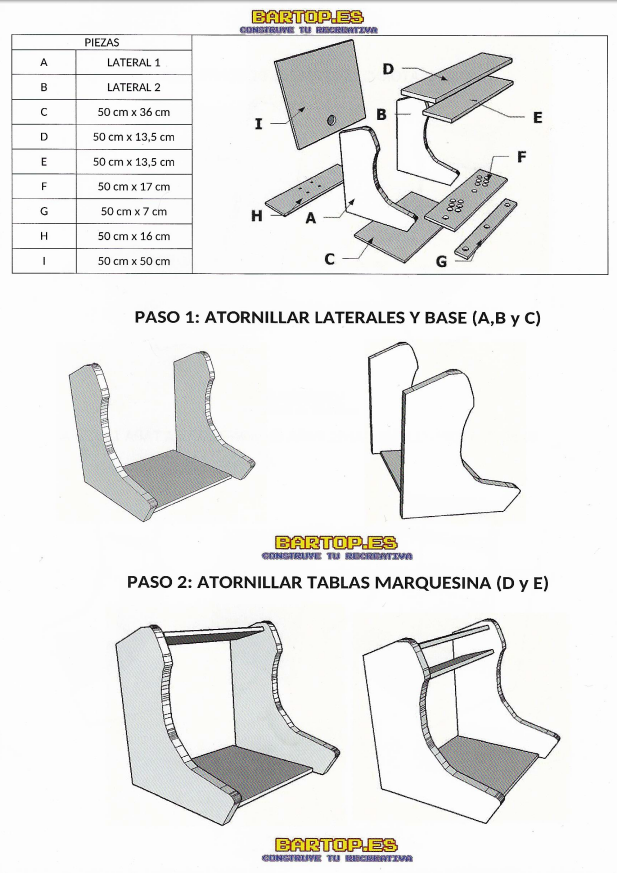 BARTOP.ES
CONSTRUYE TU RECREATIVA
PIEZAS
A LATERAL 1
B LATERAL 2
C 50 cm x 36 cm
D 50 cm x 13,5 cm
E 50 cm x 13,5 cm
F 50 cm x 17 cm
G 50 cm x 7 cm
H 50 cm x 16 cm
I 50 cm x 50 cm
D
B
E
I
F
H
A
C
G
PASO 1: ATORNILLAR LATERALES Y BASE (A,B y C)
BARTOP.ES
CONSTRUYE TU RECREATIVA
PASO 2: ATORNILLAR TABLAS MARQUESINA (D y E)
BARTOP.ES
CONSTRUYE TU RECREATIVA